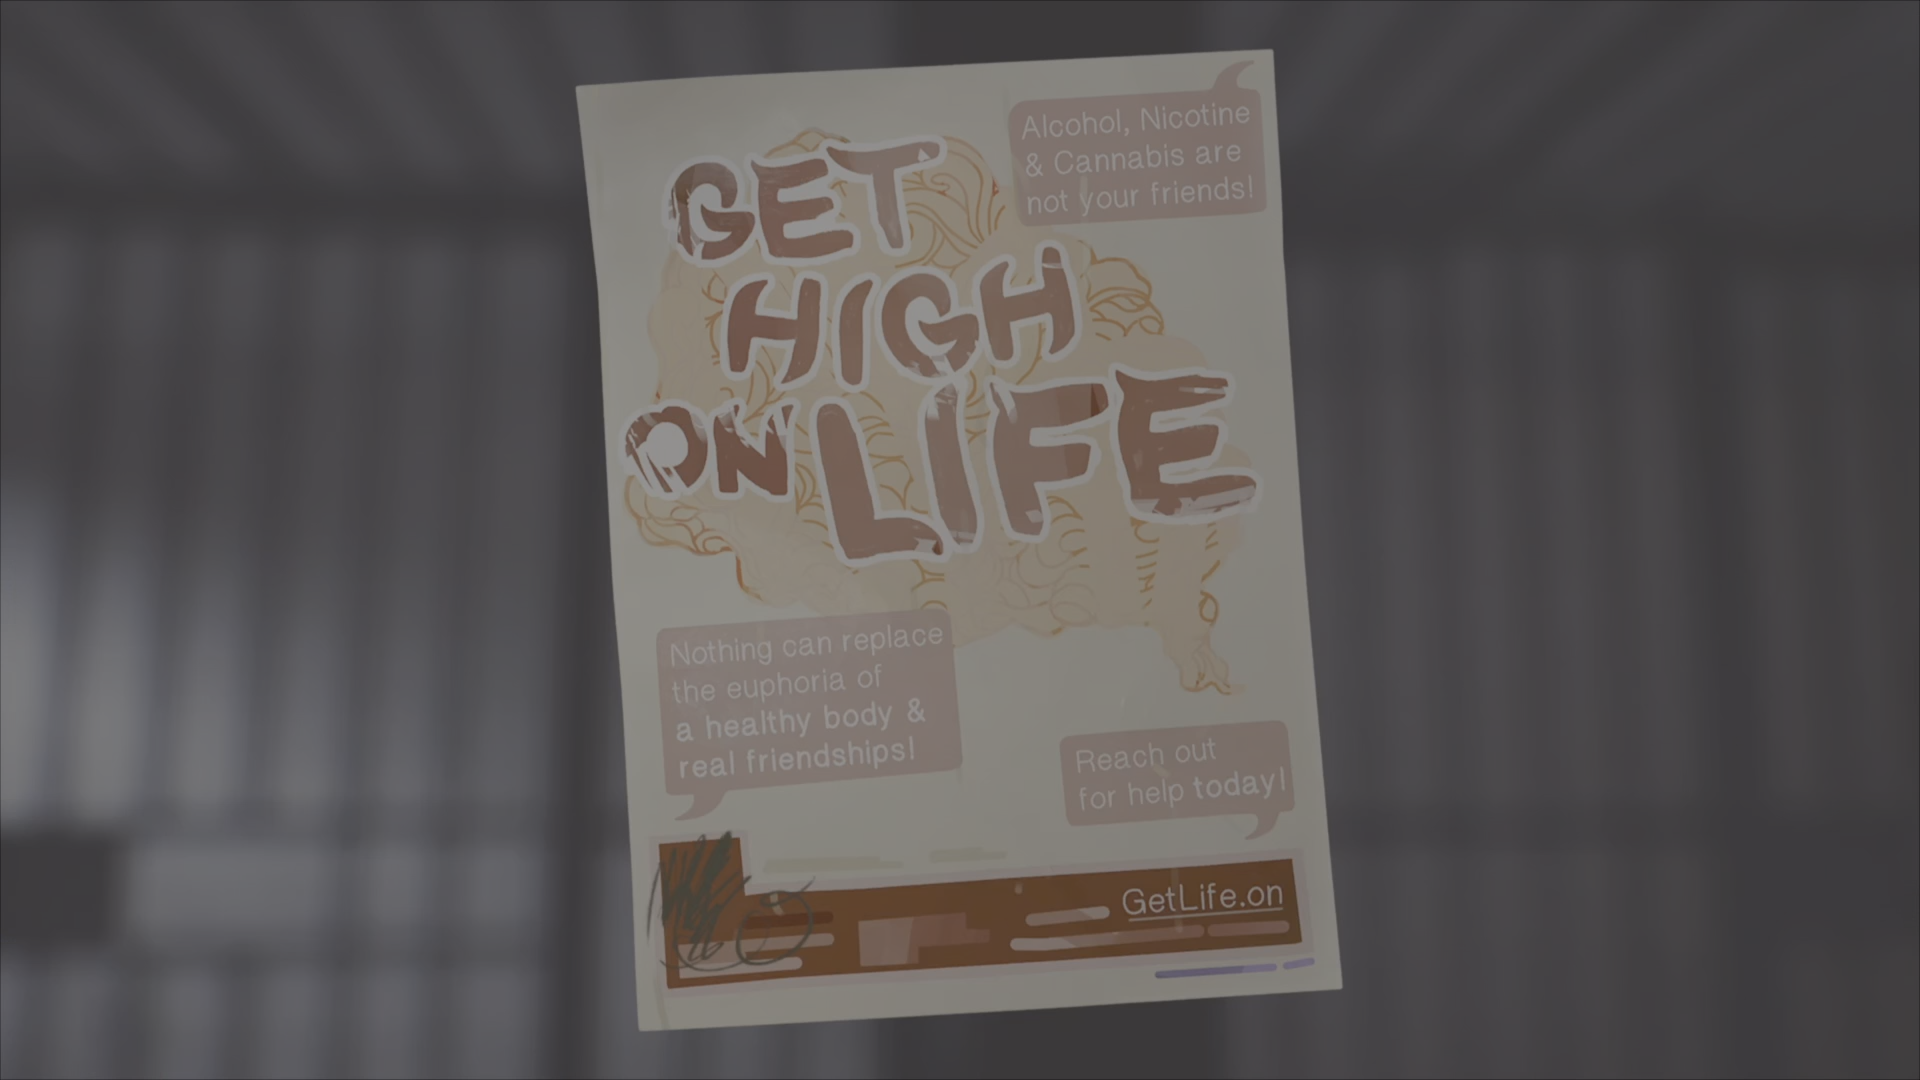 GET
HIGH
ON LIFE
Alcohol, Nicotine
& Cannabis are
not your friends!
Nothing can replace
the euphoria of
a healthy body &
real friendships!
Reach out
for help today!
GetLife.on